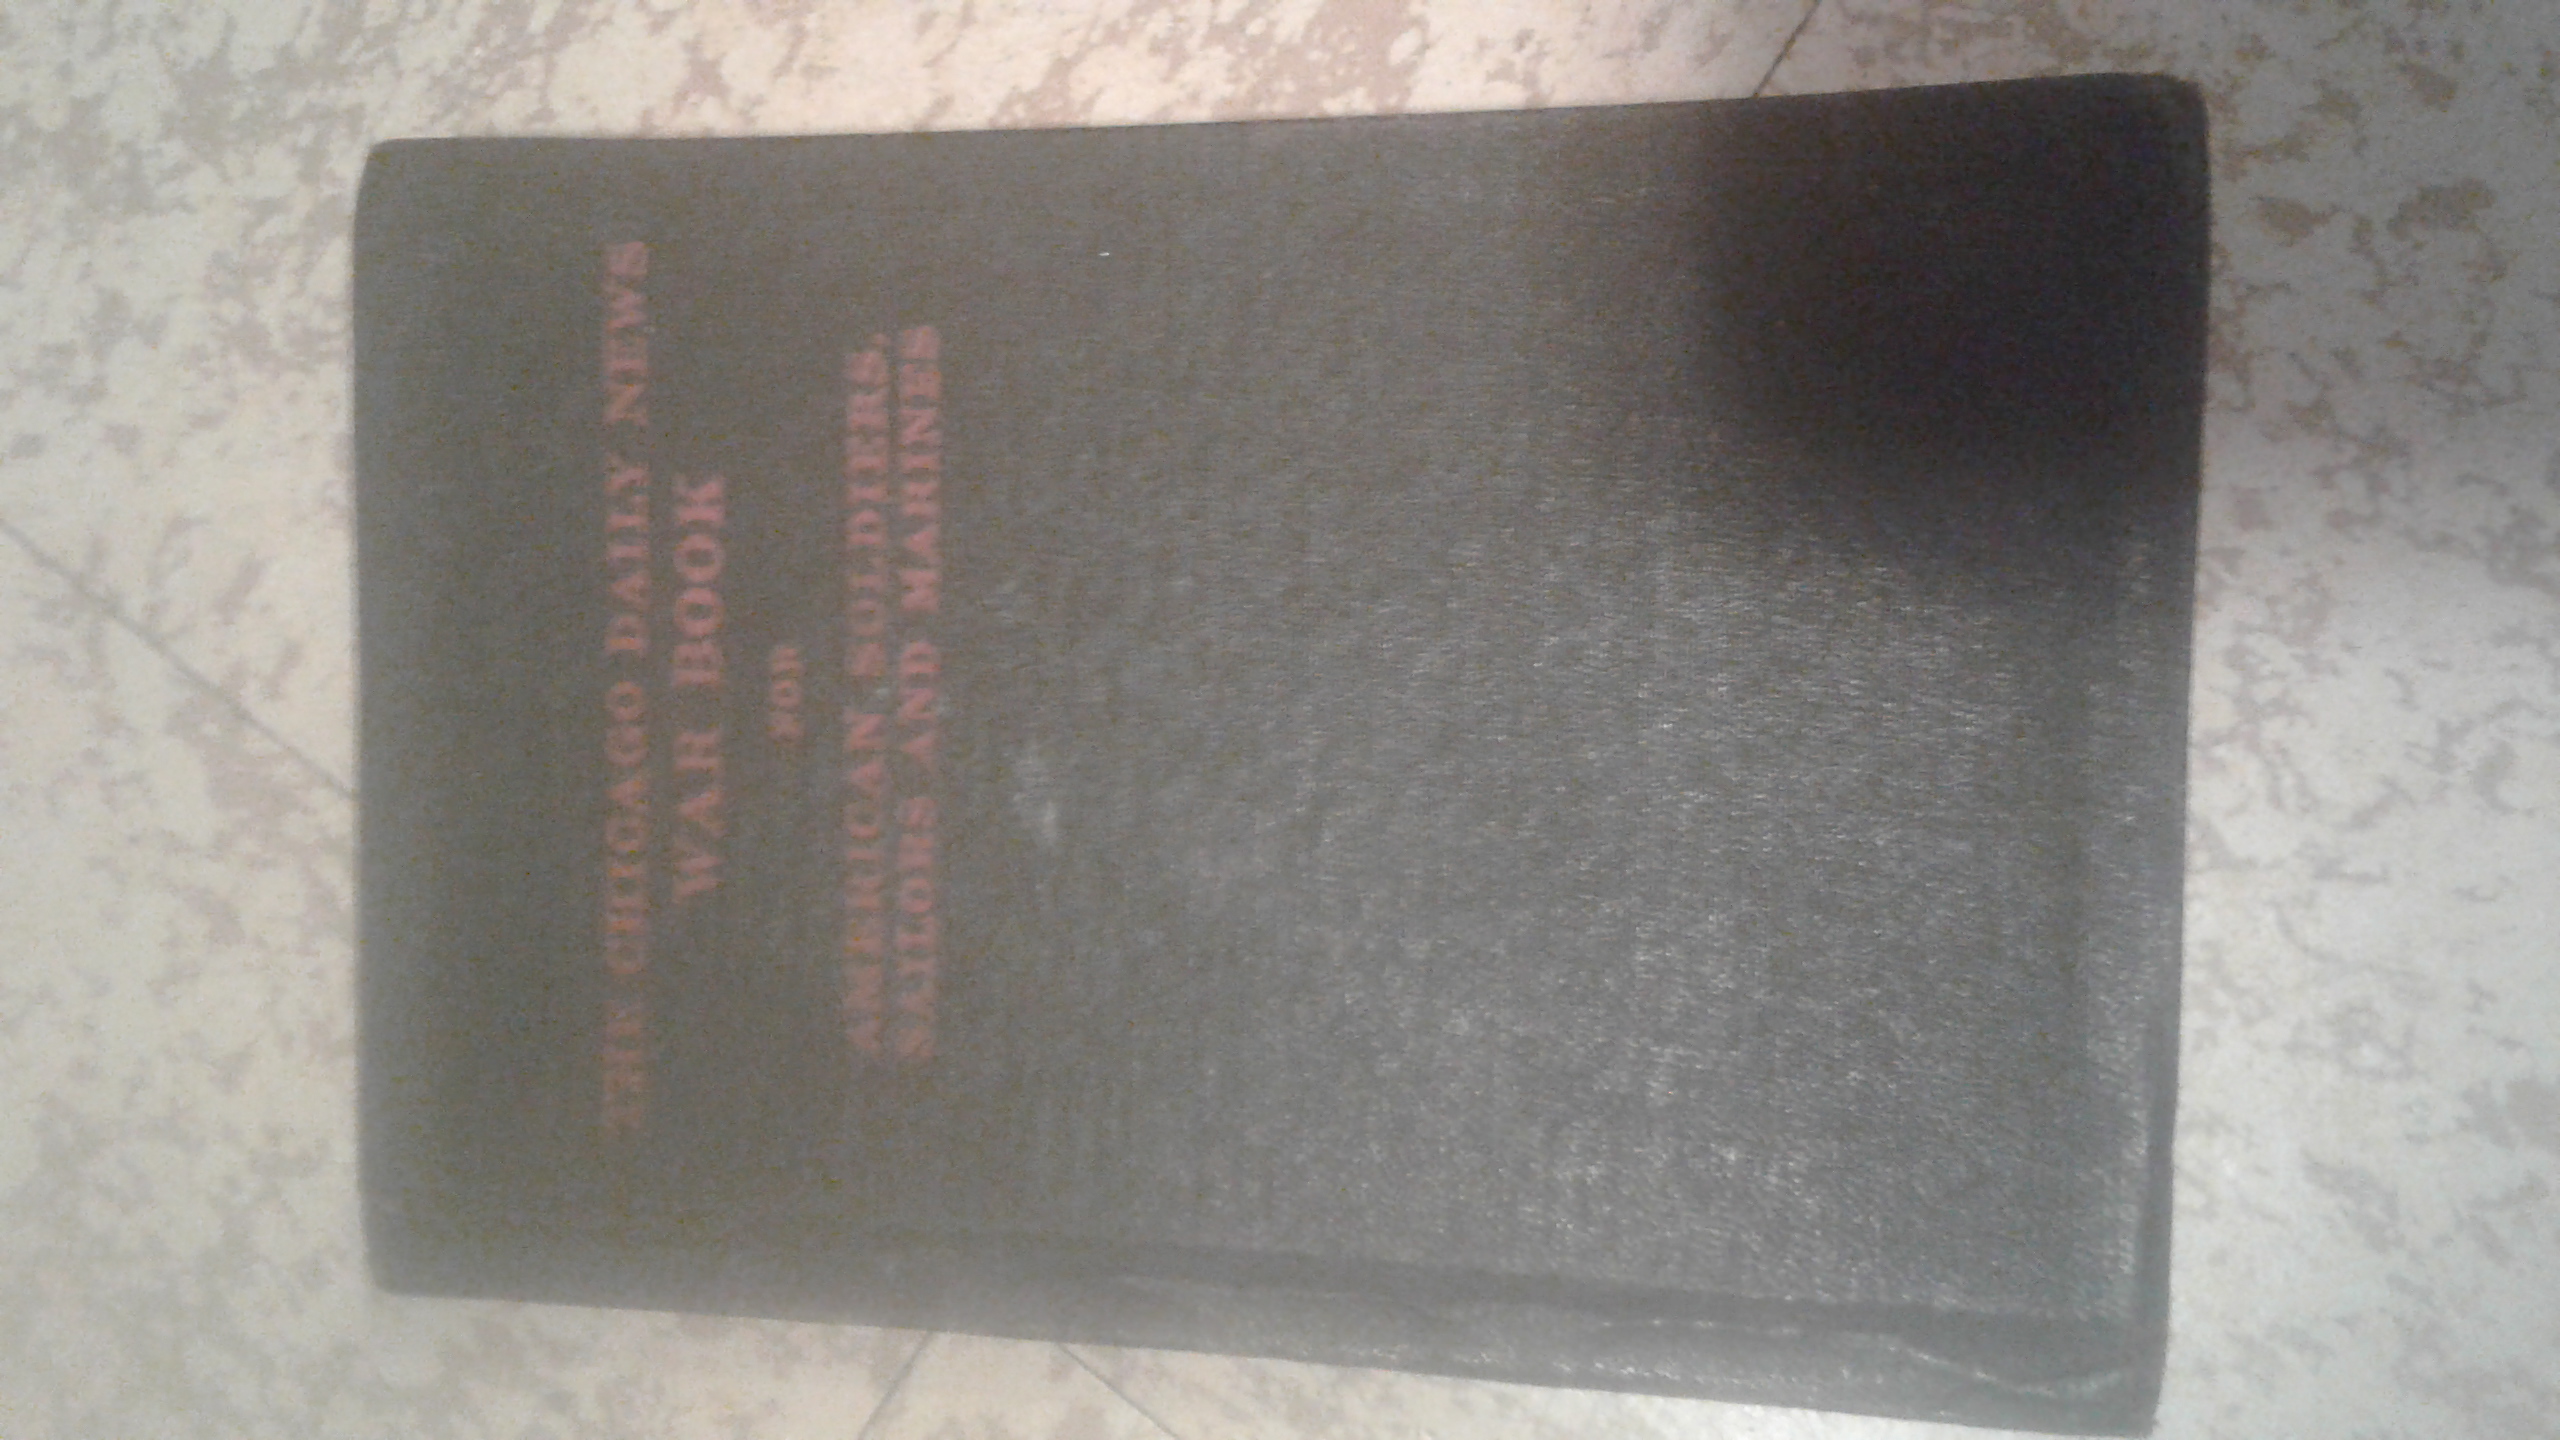 THE CHICAGO DAILY NEWS
WAR BOOK
FOR
AMERICAN SOLDIERS,
SAILORS AND MARINES